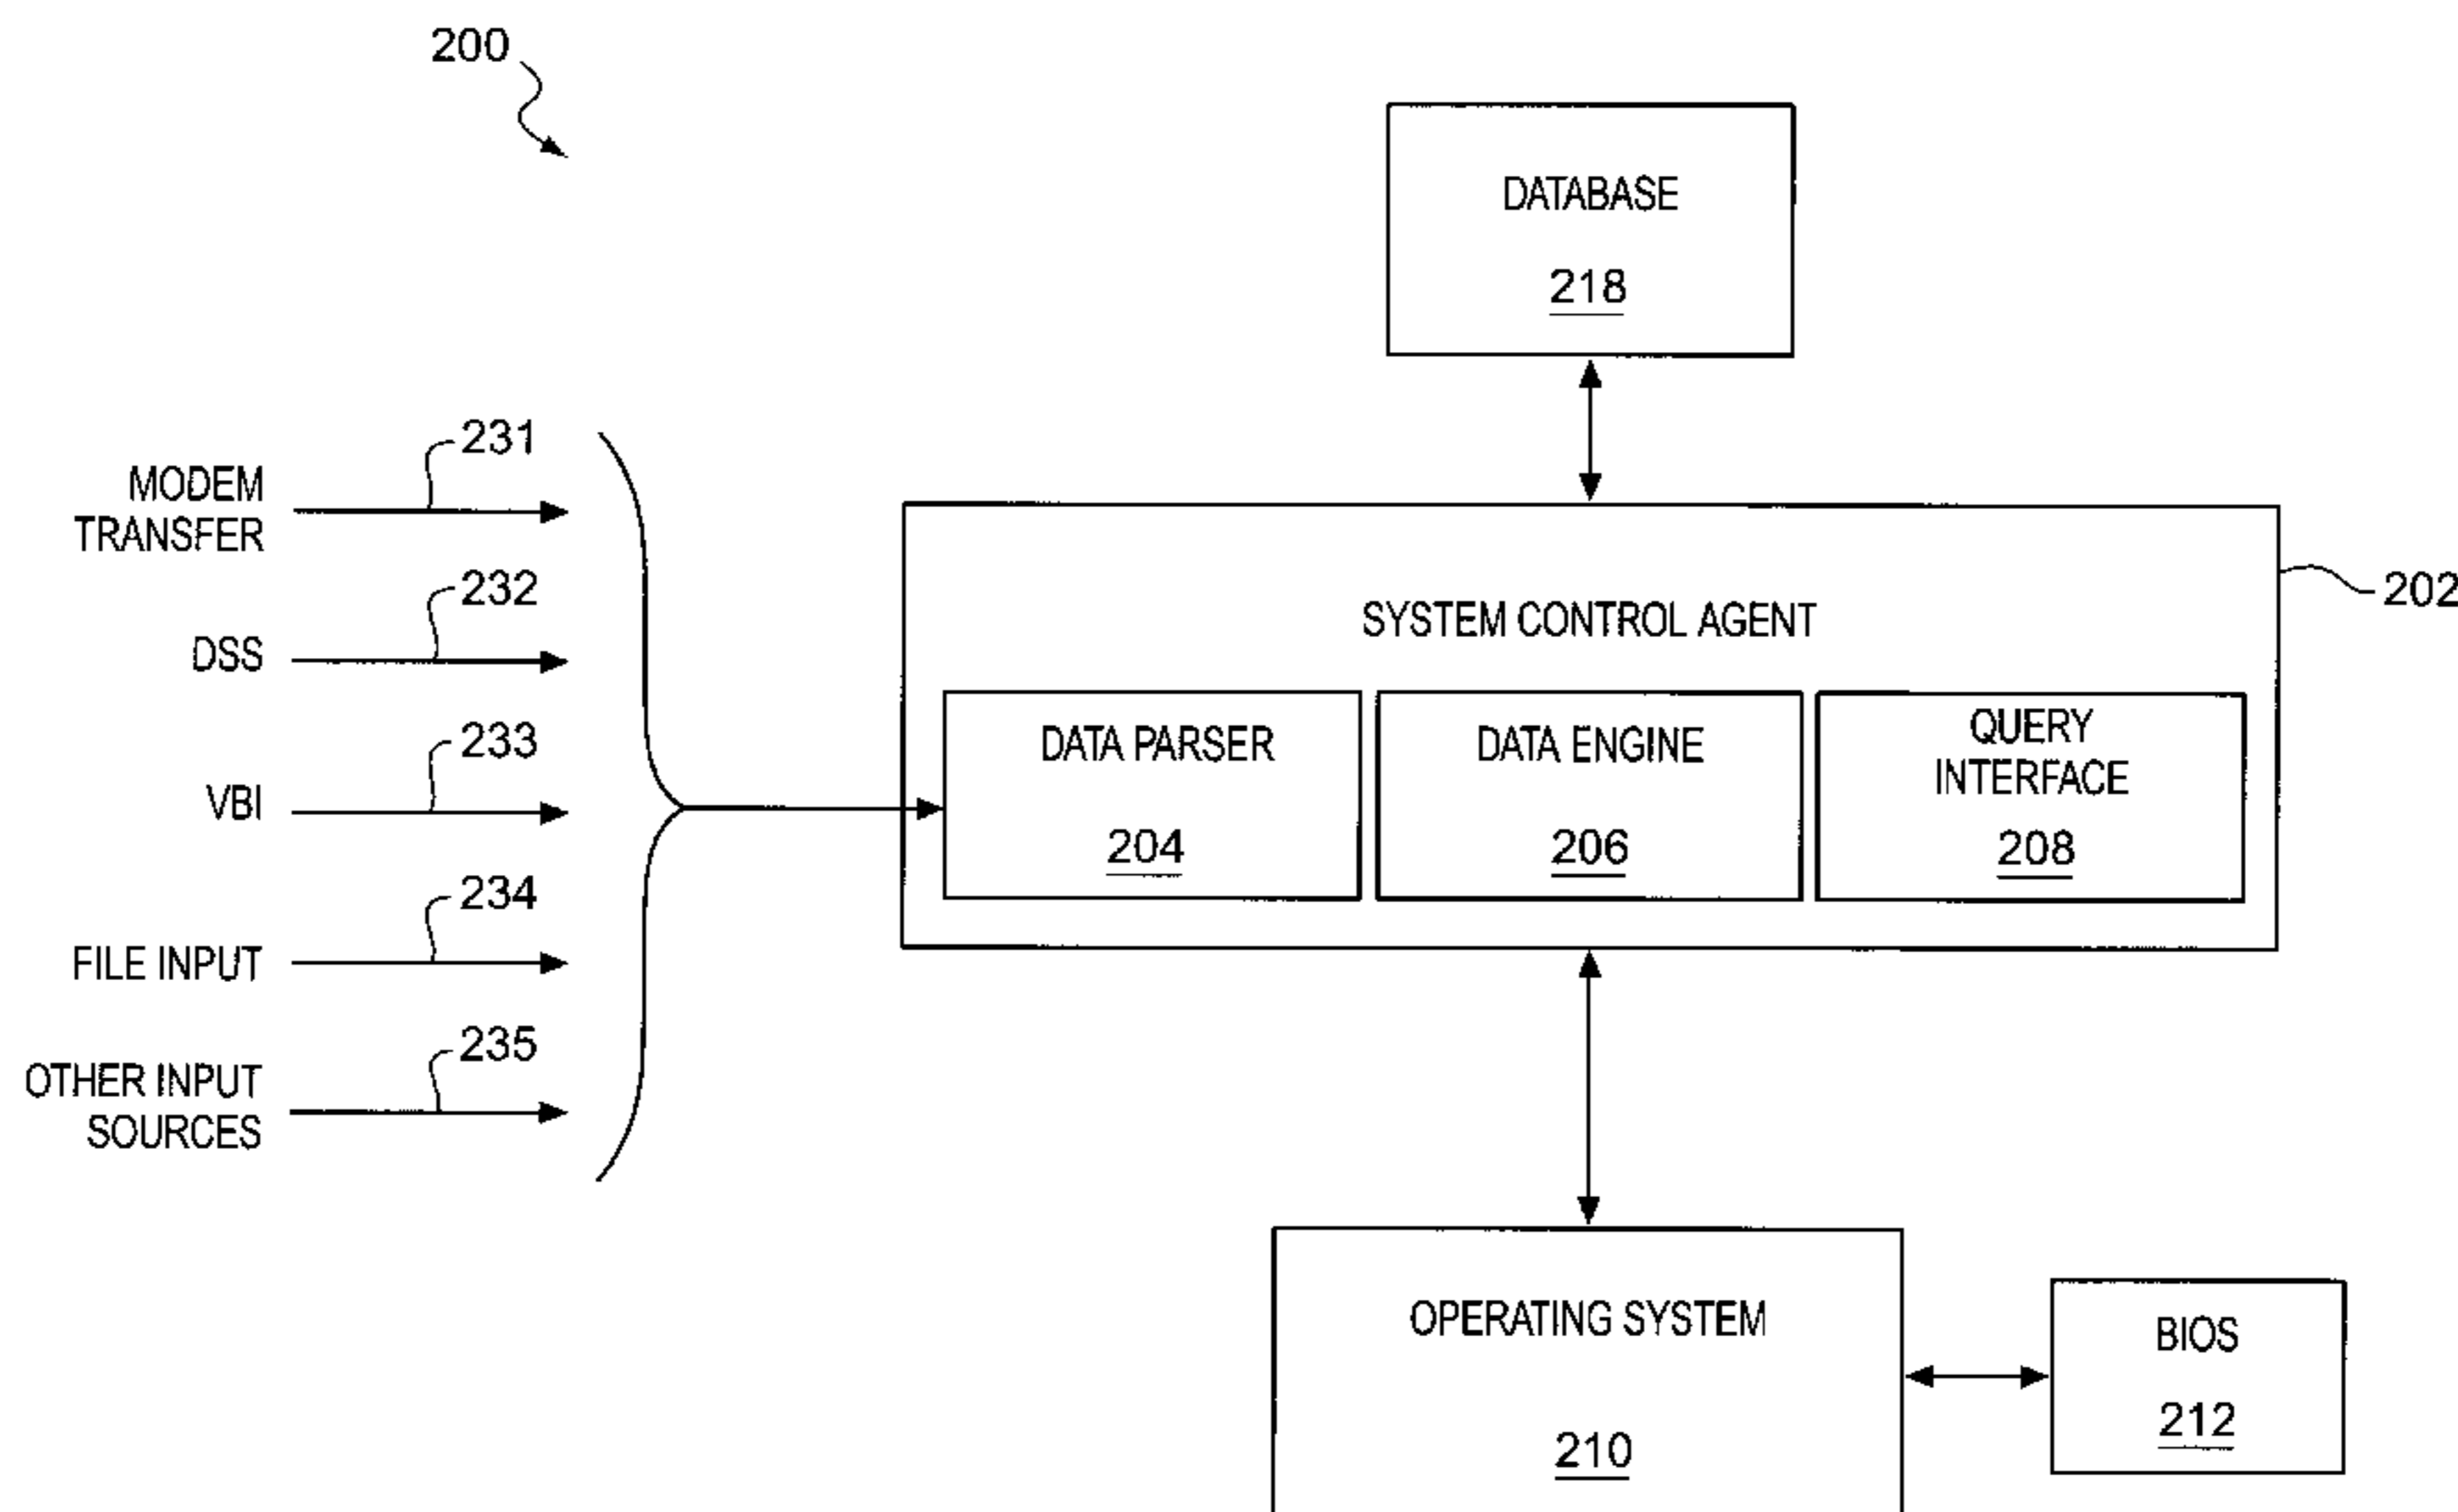 200
DATABASE
218
231
MODEM
TRANSFER
232
DSS
233
VBI
234
FILE INPUT
235
OTHER INPUT
SOURCES
202
SYSTEM CONTROL AGENT
DATA PARSER
204
DATA ENGINE
206
QUERY
INTERFACE
208
OPERATING SYSTEM
210
BIOS
212